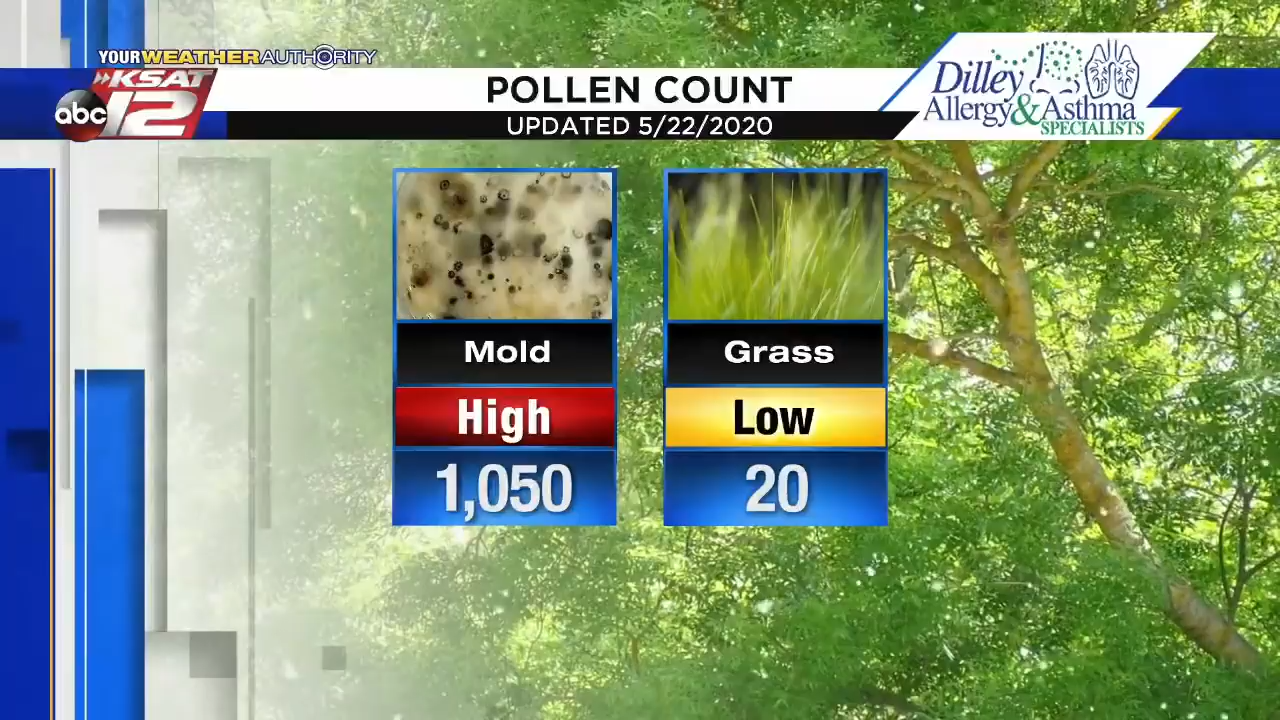 YOURWEATHERAUTHORITY
KSAT
abc 12
POLLEN COUNT
UPDATED 5/22/2020
Dilley
Allergy&Asthma
SPECIALISTS
Mold
High
1,050
Grass
Low
20